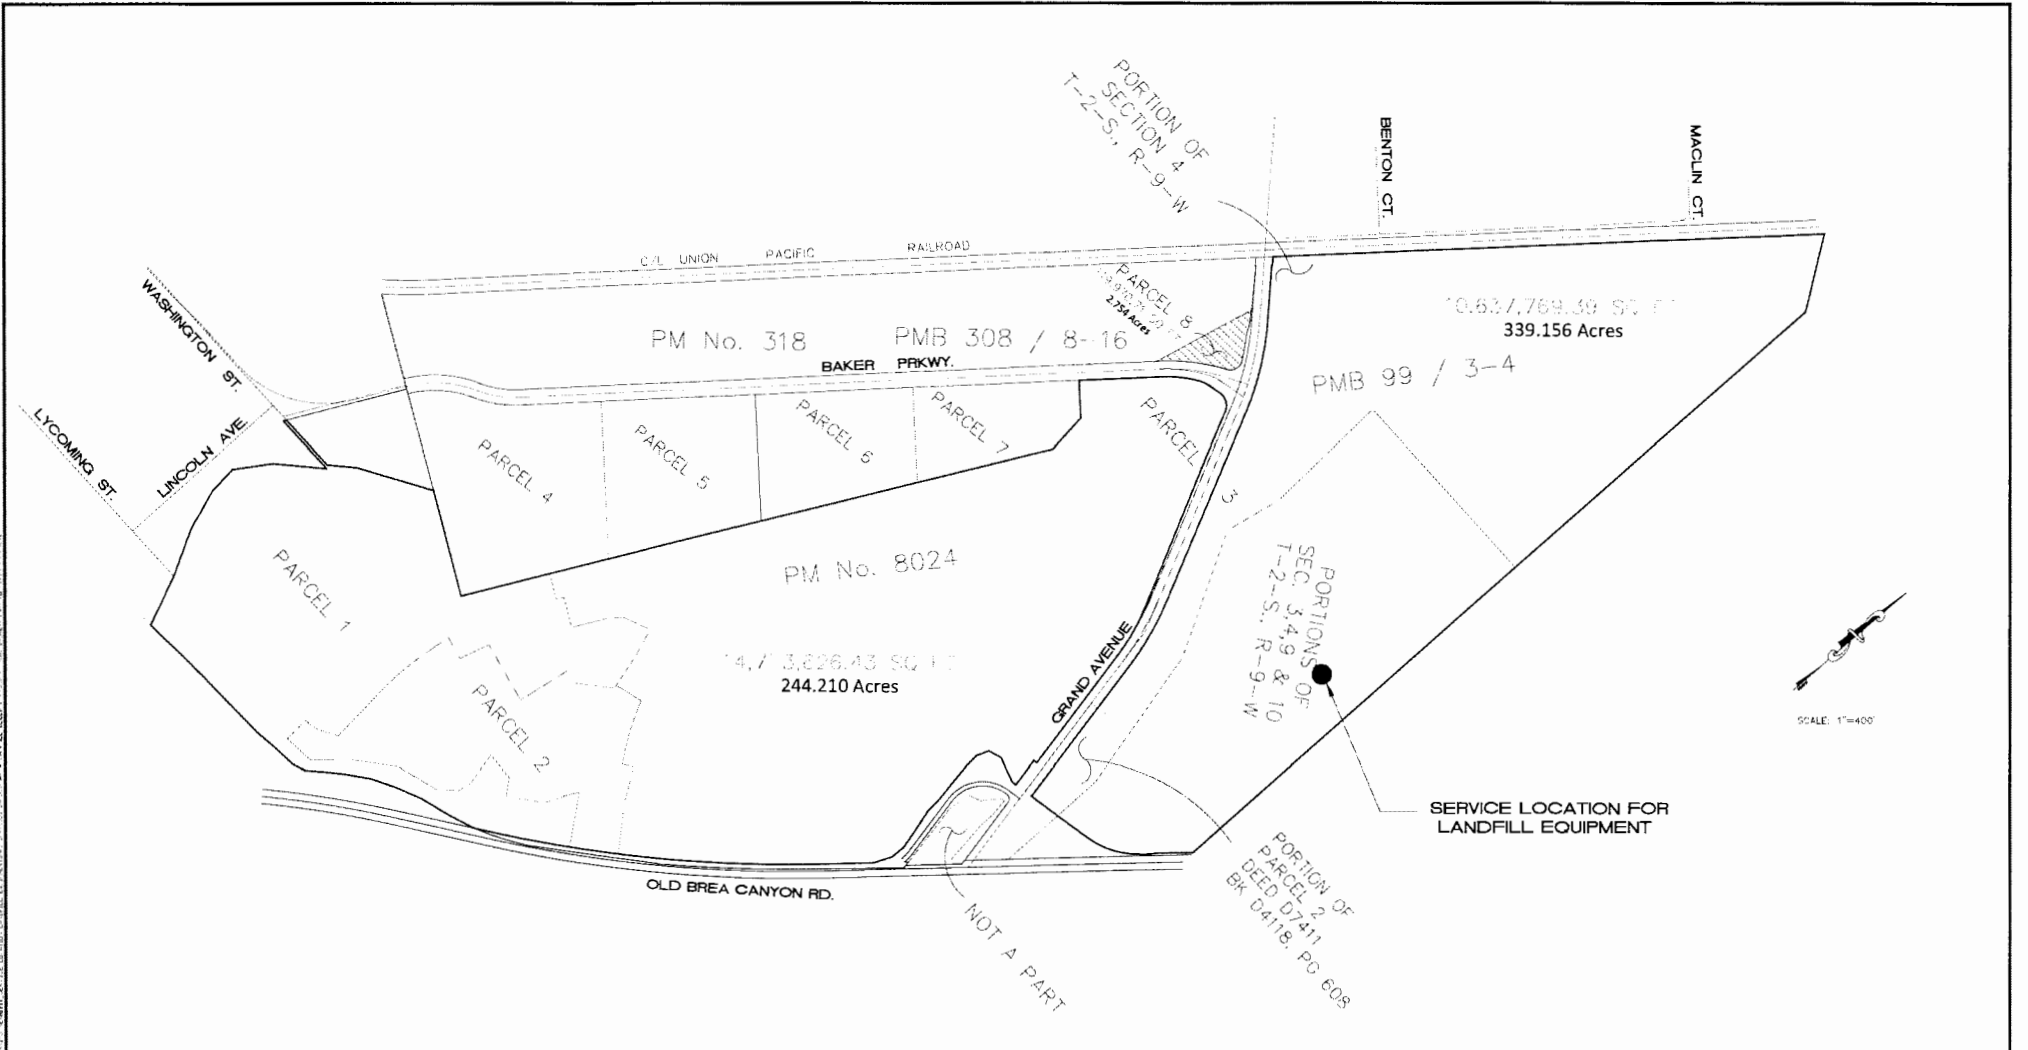 PORTION OF
SECTION 4
T-2-S., R-9-W
BENTON CT.
MACLIN CT.
C/L UNION PACIFIC RAILROAD
WASHINGTON ST.
LINCOLN AVE.
LYCOMING ST.
PARCEL 8
2.754 Acres
PM No. 318 PMB 308 / 8-16
BAKER PRKWY.
339.156 Acres
PMB 99 / 3-4
PARCEL 4
PARCEL 5
PARCEL 6
PARCEL 7
PARCEL 3
PARCEL 1
PM No. 8024
PORTIONS OF
SEC. 3,4,9 & 10
T-2-S., R-9-W
244.210 Acres
PARCEL 2
GRAND AVENUE
SCALE: 1"=400'
SERVICE LOCATION FOR
LANDFILL EQUIPMENT
OLD BREA CANYON RD.
NOT A PART
PORTION OF
PARCEL 2
DEED D7411
BK D4118, PG 608